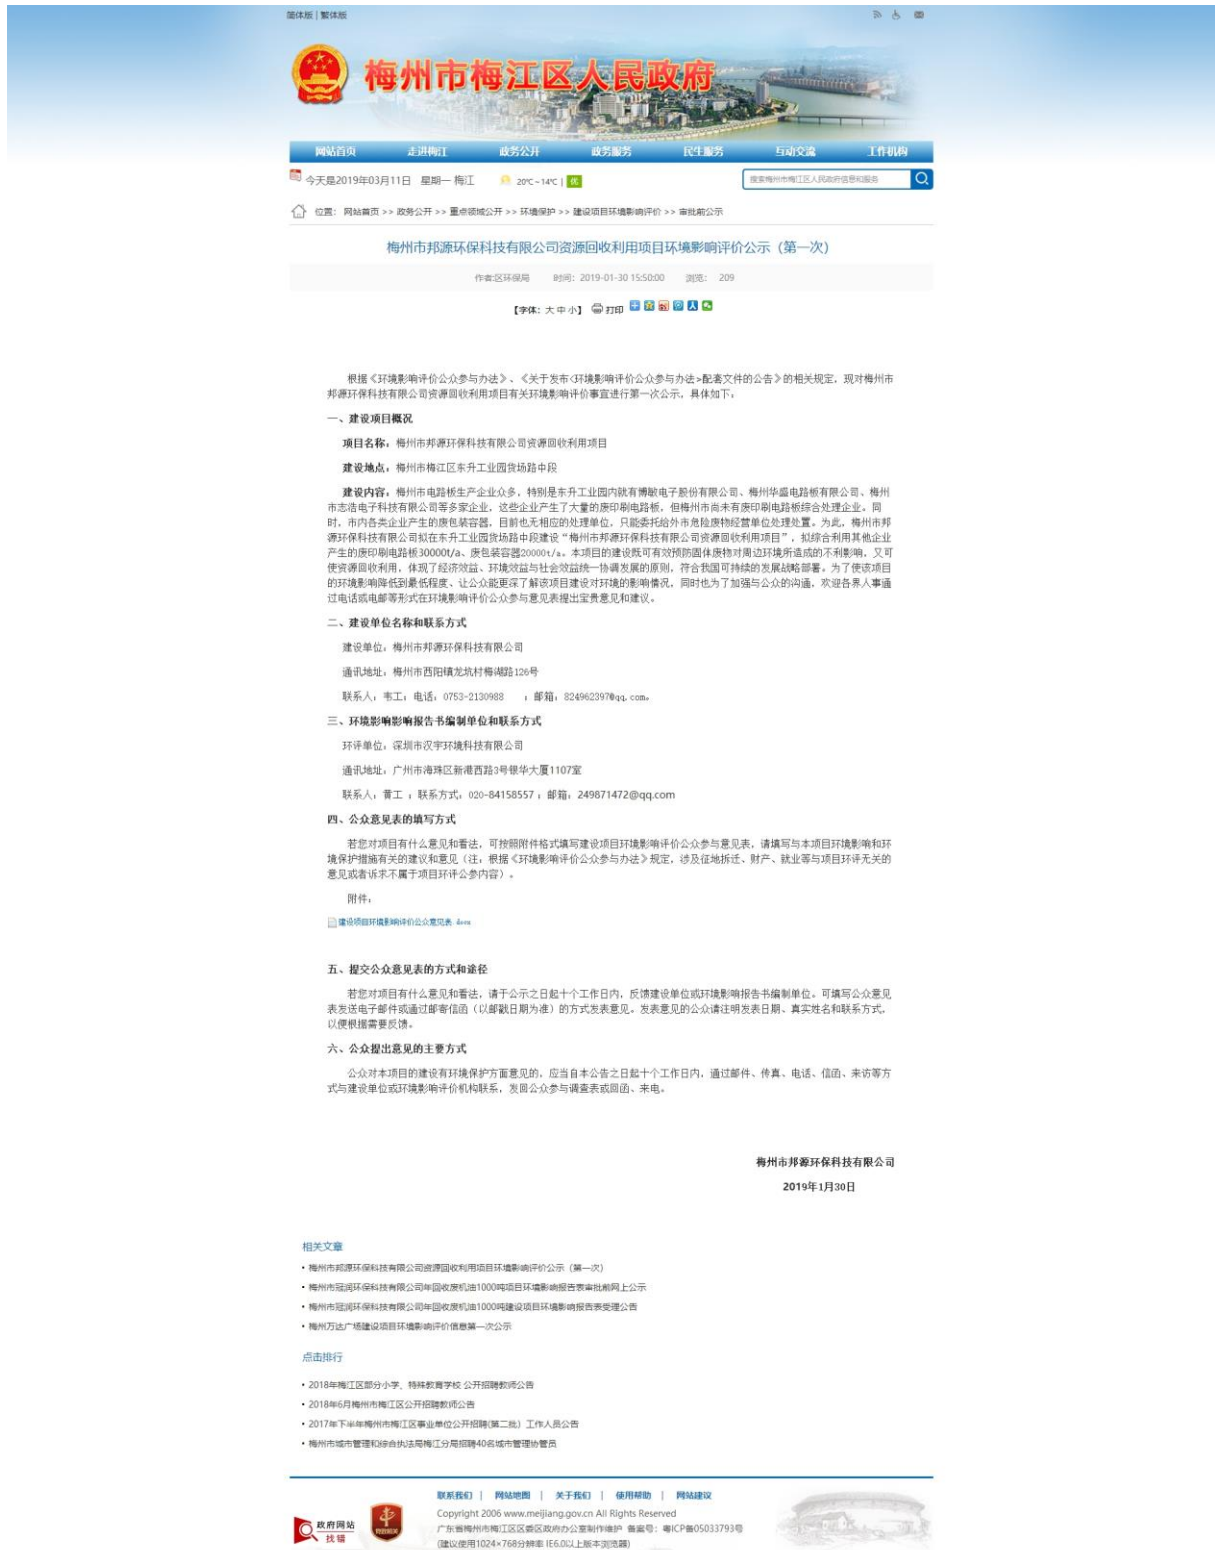 简体版 | 繁体版
梅州市梅江区人民政府
网站首页 走进梅江 政务公开 政务服务 民生服务 互动交流 工作机构
今天是2019年03月11日 星期一 梅江 20℃~14℃ | 优 搜索梅州市梅江区人民政府信息和服务
位置： 网站首页 >> 政务公开 >> 重点领域公开 >> 环境保护 >> 建设项目环境影响评价 >> 审批前公示
梅州市邦源环保科技有限公司资源回收利用项目环境影响评价公示（第一次）
作者:区环保局 时间：2019-01-30 15:50:00 浏览： 209
【字体：大 中 小】 打印
根据《环境影响评价公众参与办法》、《关于发布<环境影响评价公众参与办法>配套文件的公告》的相关规定，现对梅州市
邦源环保科技有限公司资源回收利用项目有关环境影响评价事宜进行第一次公示，具体如下：
一、建设项目概况
项目名称：梅州市邦源环保科技有限公司资源回收利用项目
建设地点：梅州市梅江区东升工业园货场路中段
建设内容：梅州市电路板生产企业众多，特别是东升工业园内就有博敏电子股份有限公司、梅州华盛电路板有限公司、梅州
市志浩电子科技有限公司等多家企业，这些企业产生了大量的废印刷电路板，但梅州市尚未有废印刷电路板综合处理企业。同
时，市内各类企业产生的废包装容器，目前也无相应的处理单位，只能委托给外市危险废物经营单位处理处置。为此，梅州市邦
源环保科技有限公司拟在东升工业园货场路中段建设“梅州市邦源环保科技有限公司资源回收利用项目”，拟综合利用其他企业
产生的废印刷电路板30000t/a、废包装容器20000t/a。本项目的建设既可有效预防固体废物对周边环境所造成的不利影响，又可
使资源回收利用，体现了经济效益、环境效益与社会效益统一协调发展的原则，符合我国可持续的发展战略部署。为了使该项目
的环境影响降低到最低程度、让公众能更深了解该项目建设对环境的影响情况，同时也为了加强与公众的沟通，欢迎各界人事通
过电话或电邮等形式在环境影响评价公众参与意见表提出宝贵意见和建议。
二、建设单位名称和联系方式
建设单位：梅州市邦源环保科技有限公司
通讯地址：梅州市西阳镇龙坑村梅湖路126号
联系人：韦工；电话：0753-2130988 ；邮箱：824962397@qq.com。
三、环境影响影响报告书编制单位和联系方式
环评单位：深圳市汉宇环境科技有限公司
通讯地址：广州市海珠区新港西路3号银华大厦1107室
联系人：黄工 ；联系方式：020-84158557；邮箱：249871472@qq.com
四、公众意见表的填写方式
若您对项目有什么意见和看法，可按照附件格式填写建设项目环境影响评价公众参与意见表，请填写与本项目环境影响和环
境保护措施有关的建议和意见（注：根据《环境影响评价公众参与办法》规定，涉及征地拆迁、财产、就业等与项目环评无关的
意见或者诉求不属于项目环评公参内容）。
附件：
建设项目环境影响评价公众意见表
五、提交公众意见表的方式和途径
若您对项目有什么意见和看法，请于公示之日起十个工作日内，反馈建设单位或环境影响报告书编制单位。可填写公众意见
表发送电子邮件或通过邮寄信函（以邮戳日期为准）的方式发表意见。发表意见的公众请注明发表日期、真实姓名和联系方式，
以便根据需要反馈。
六、公众提出意见的主要方式
公众对本项目的建设有环境保护方面意见的，应当自本公告之日起十个工作日内，通过邮件、传真、电话、信函、来访等方
式与建设单位或环境影响评价机构联系，发回公众参与调查表或回函、来电。
梅州市邦源环保科技有限公司
2019年1月30日
相关文章
• 梅州市邦源环保科技有限公司资源回收利用项目环境影响评价公示（第一次）
• 梅州市冠润环保科技有限公司年回收废机油1000吨项目环境影响报告表审批前网上公示
• 梅州市冠润环保科技有限公司年回收废机油1000吨建设项目环境影响报告表受理公告
• 梅州万达广场建设项目环境影响评价信息第一次公示
点击排行
• 2018年梅江区部分小学、特殊教育学校 公开招聘教师公告
• 2018年6月梅州市梅江区公开招聘教师公告
• 2017年下半年梅州市梅江区事业单位公开招聘(第二批）工作人员公告
• 梅州市城市管理和综合执法局梅江分局招聘40名城市管理协管员
联系我们 | 网站地图 | 关于我们 | 使用帮助 | 网站建议
政府网站
找错
党政机关
Copyright 2006 www.meijiang.gov.cn All Rights Reserved
广东省梅州市梅江区区委区政府办公室制作维护 备案号：粤ICP备05033793号
(建议使用1024×768分辨率 IE6.0以上版本浏览器)